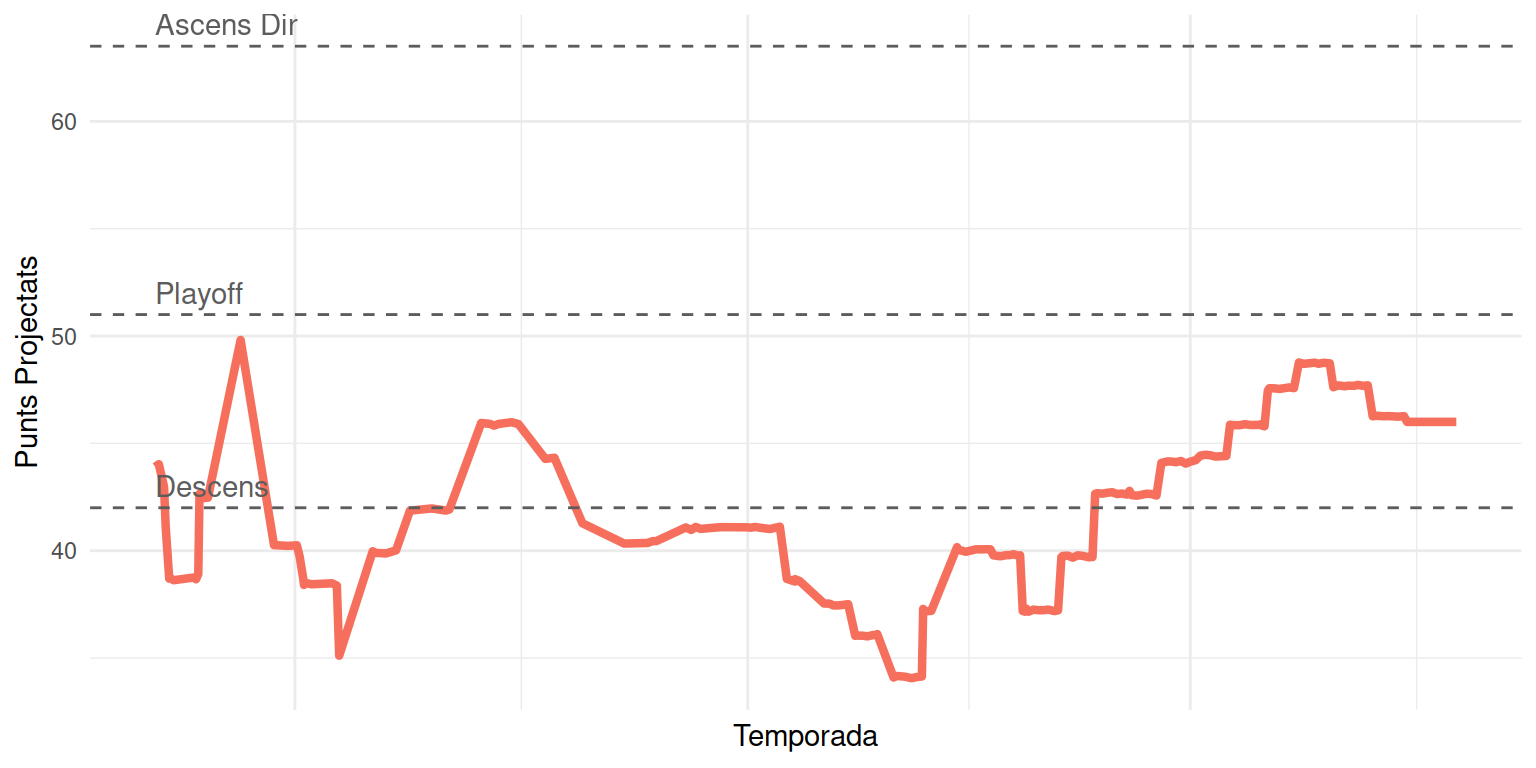 Ascens Dir
60
Playoff
50
Descens
40
Punts Projectats
Temporada